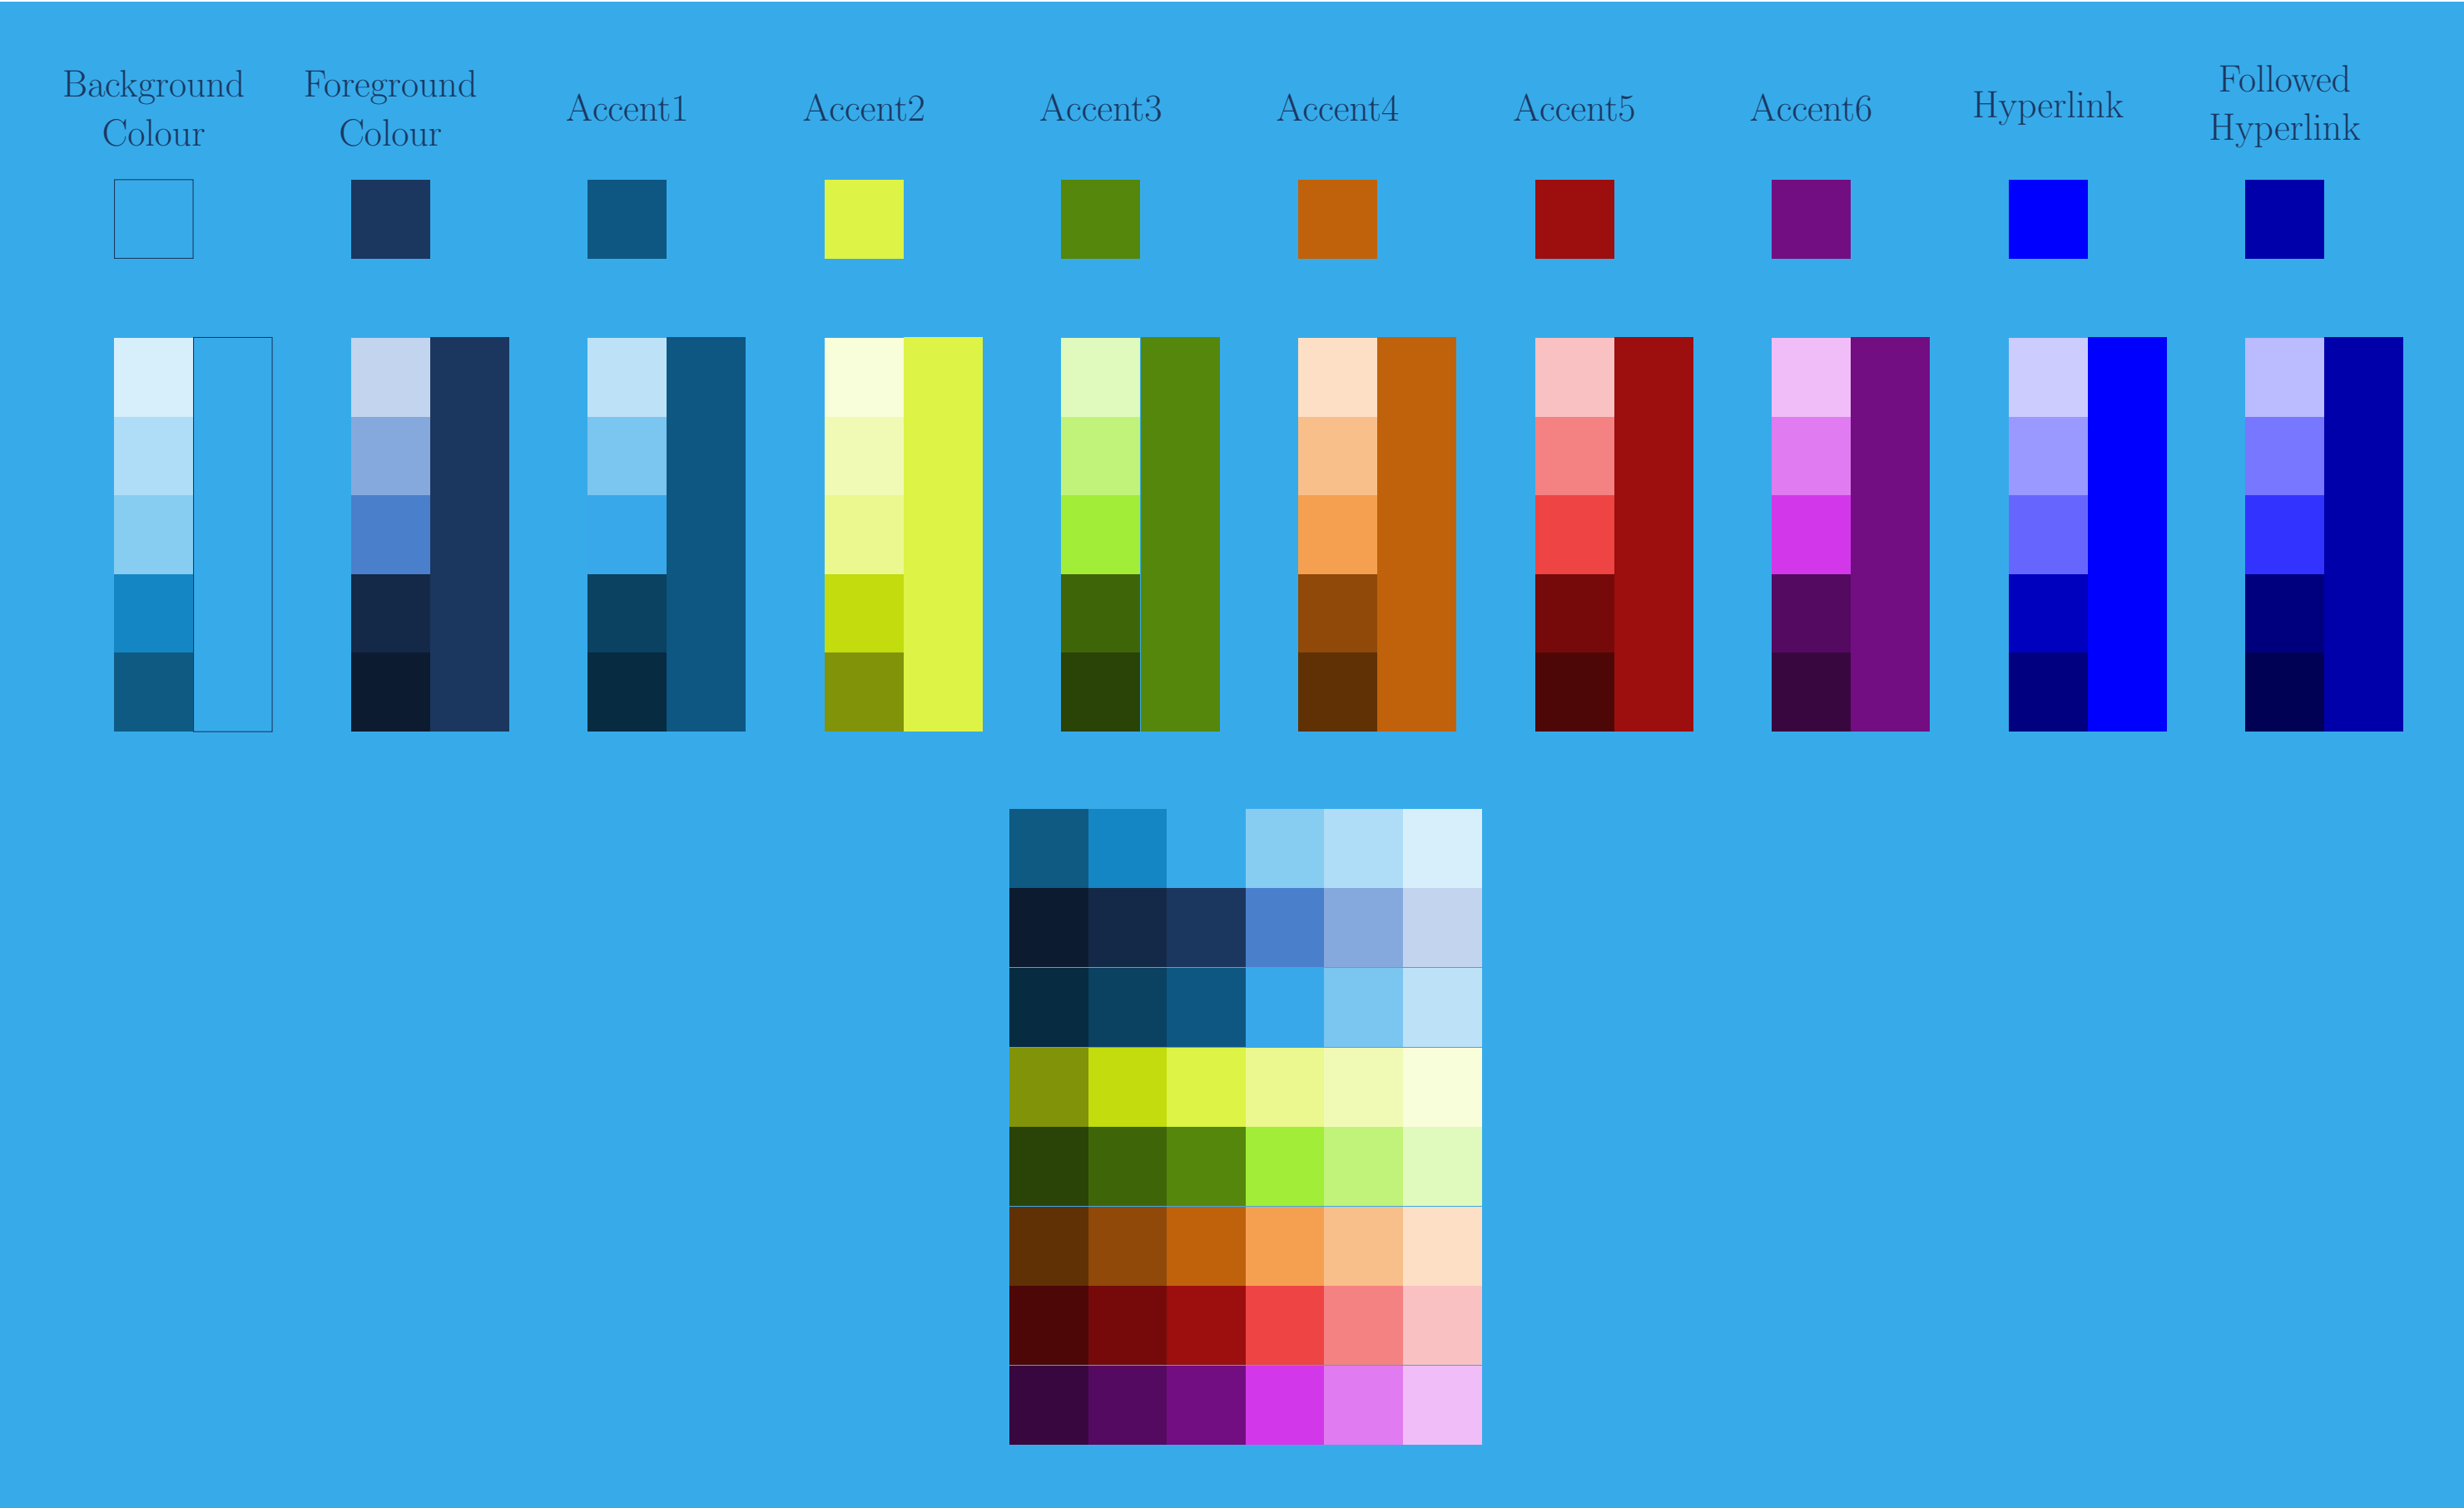 Background
Colour
Foreground
Colour
Accent1
Accent2
Accent3
Accent4
Accent5
Accent6
Hyperlink
Followed
Hyperlink